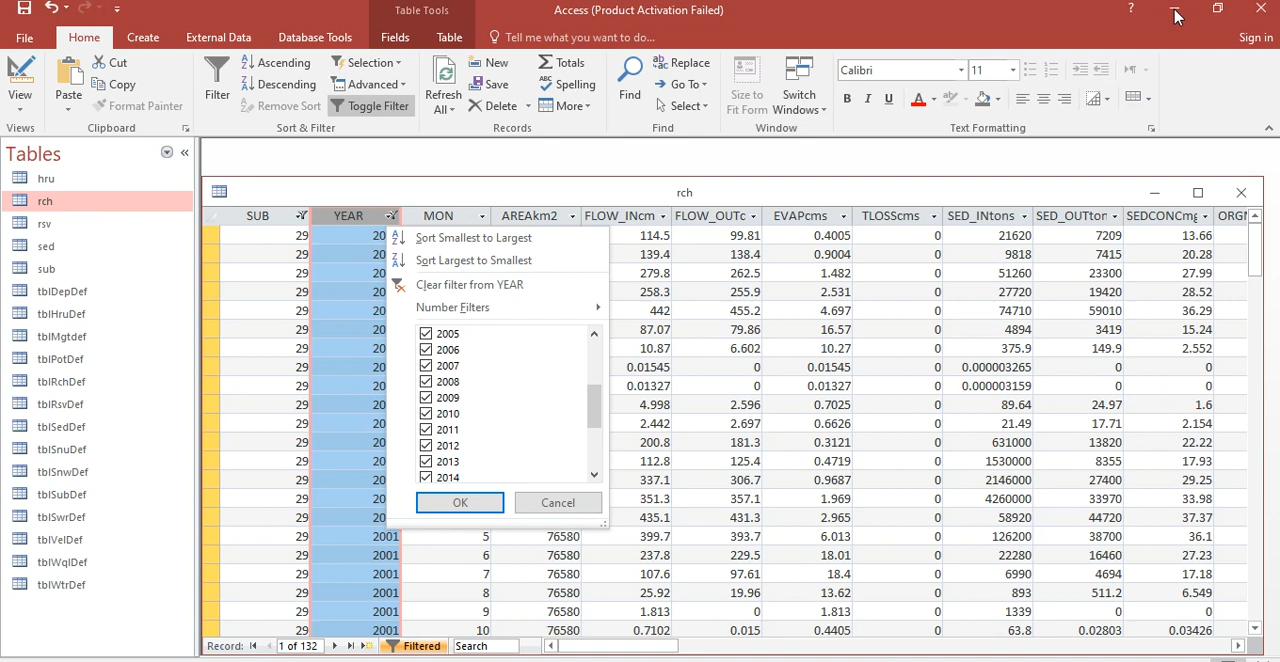 Table Tools
Access (Product Activation Failed)
?
File Home Create External Data Database Tools Fields Table Tell me what you want to do... Sign in
View
Views
Paste
Cut
Copy
Format Painter
Clipboard
Filter
Ascending
Descending
Remove Sort
Selection
Advanced
Toggle Filter
Sort & Filter
Refresh All
New
Save
Delete
Totals
Spelling
More
Records
Find
Replace
Go To
Select
Find
Size to Fit Form
Switch Windows
Window
Calibri 11
B I U A
Text Formatting
Tables
hru
rch
rsv
sed
sub
tblDepDef
tblHruDef
tblMgtdef
tblPotDef
tblRchDef
tblRsvDef
tblSedDef
tblSnuDef
tblSnwDef
tblSubDef
tblSwrDef
tblVelDef
tblWqlDef
tblWtrDef
rch
SUB YEAR MON AREAkm2 FLOW_INcm FLOW_OUTc EVAPcms TLOSScms SED_INtons SED_OUTton SEDCONCmg ORGN
29 20 114.5 99.81 0.4005 0 21620 7209 13.66
29 20 139.4 138.4 0.9004 0 9818 7415 20.28
29 20 279.8 262.5 1.482 0 51260 23300 27.99
29 20 258.3 255.9 2.531 0 27720 19420 28.52
29 20 442 455.2 4.697 0 74710 59010 36.29
29 20 87.07 79.86 16.57 0 4894 3419 15.24
29 20 10.87 6.602 10.27 0 375.9 149.9 2.552
29 20 0.01545 0 0.01545 0 0.000003265 0 0
29 20 0.01327 0 0.01327 0 0.000003159 0 0
29 20 4.998 2.596 0.7025 0 89.64 24.97 1.6
29 20 2.442 2.697 0.6626 0 21.49 17.71 2.154
29 20 200.8 181.3 0.3121 0 631000 13820 22.22
29 20 112.8 125.4 0.4719 0 1530000 8355 17.93
29 20 337.1 306.7 0.9687 0 2146000 27400 29.25
29 20 351.3 357.1 1.969 0 4260000 33970 33.98
29 20 435.1 431.3 2.965 0 58920 44720 37.37
29 2001 5 76580 399.7 393.7 6.013 0 126200 38700 36.1
29 2001 6 76580 237.8 229.5 18.01 0 22280 16460 27.23
29 2001 7 76580 107.6 97.61 18.4 0 6990 4694 17.18
29 2001 8 76580 25.92 19.96 13.62 0 893 511.2 6.549
29 2001 9 76580 1.813 0 1.813 0 1339 0 0
29 2001 10 76580 0.7102 0.015 0.4405 0 63.8 0.02803 0.03426
Sort Smallest to Largest
Sort Largest to Smallest
Clear filter from YEAR
Number Filters
2005
2006
2007
2008
2009
2010
2011
2012
2013
2014
OK Cancel
Record: 1 of 132 Filtered Search